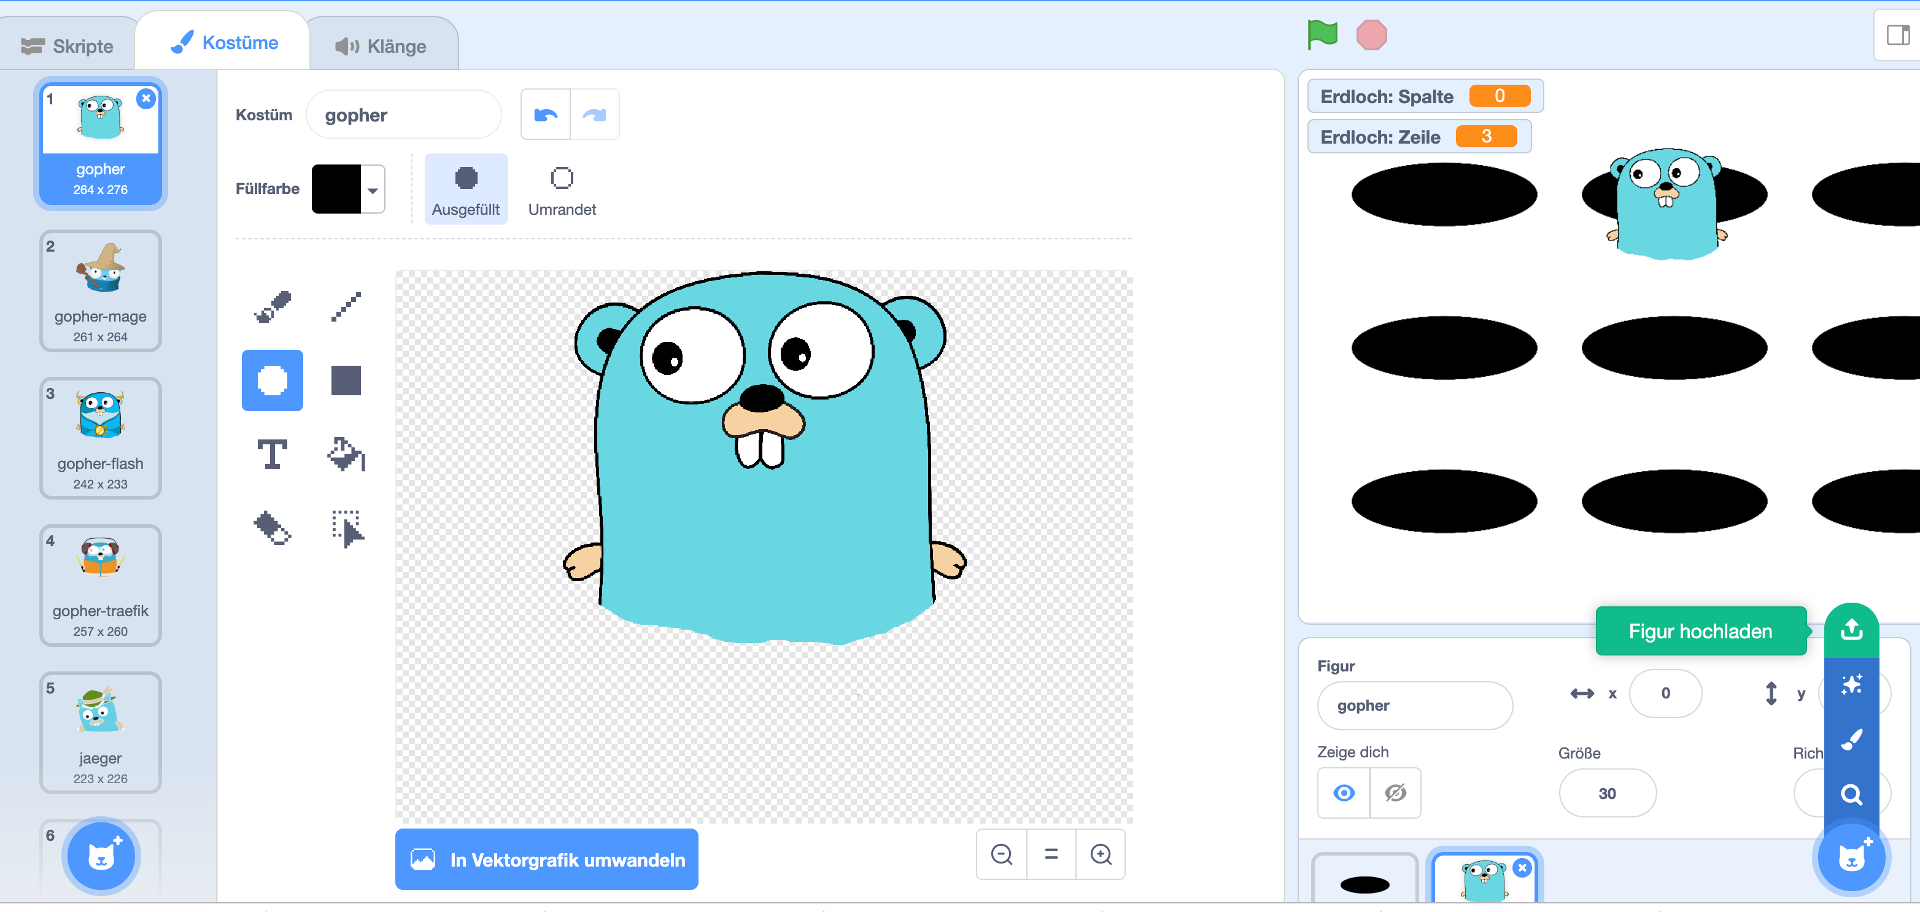 Skripte
Kostüme
Klänge
1
gopher
264 x 276
2
gopher-mage
261 x 264
3
gopher-flash
242 x 233
4
gopher-traefik
257 x 260
5
jaeger
223 x 226
6
Kostüm
gopher
Füllfarbe
Ausgefüllt
Umrandet
T
In Vektorgrafik umwandeln
Erdloch: Spalte 0
Erdloch: Zeile 3
Figur hochladen
Figur
gopher
x 0
y
Zeige dich
Größe
30
Rich